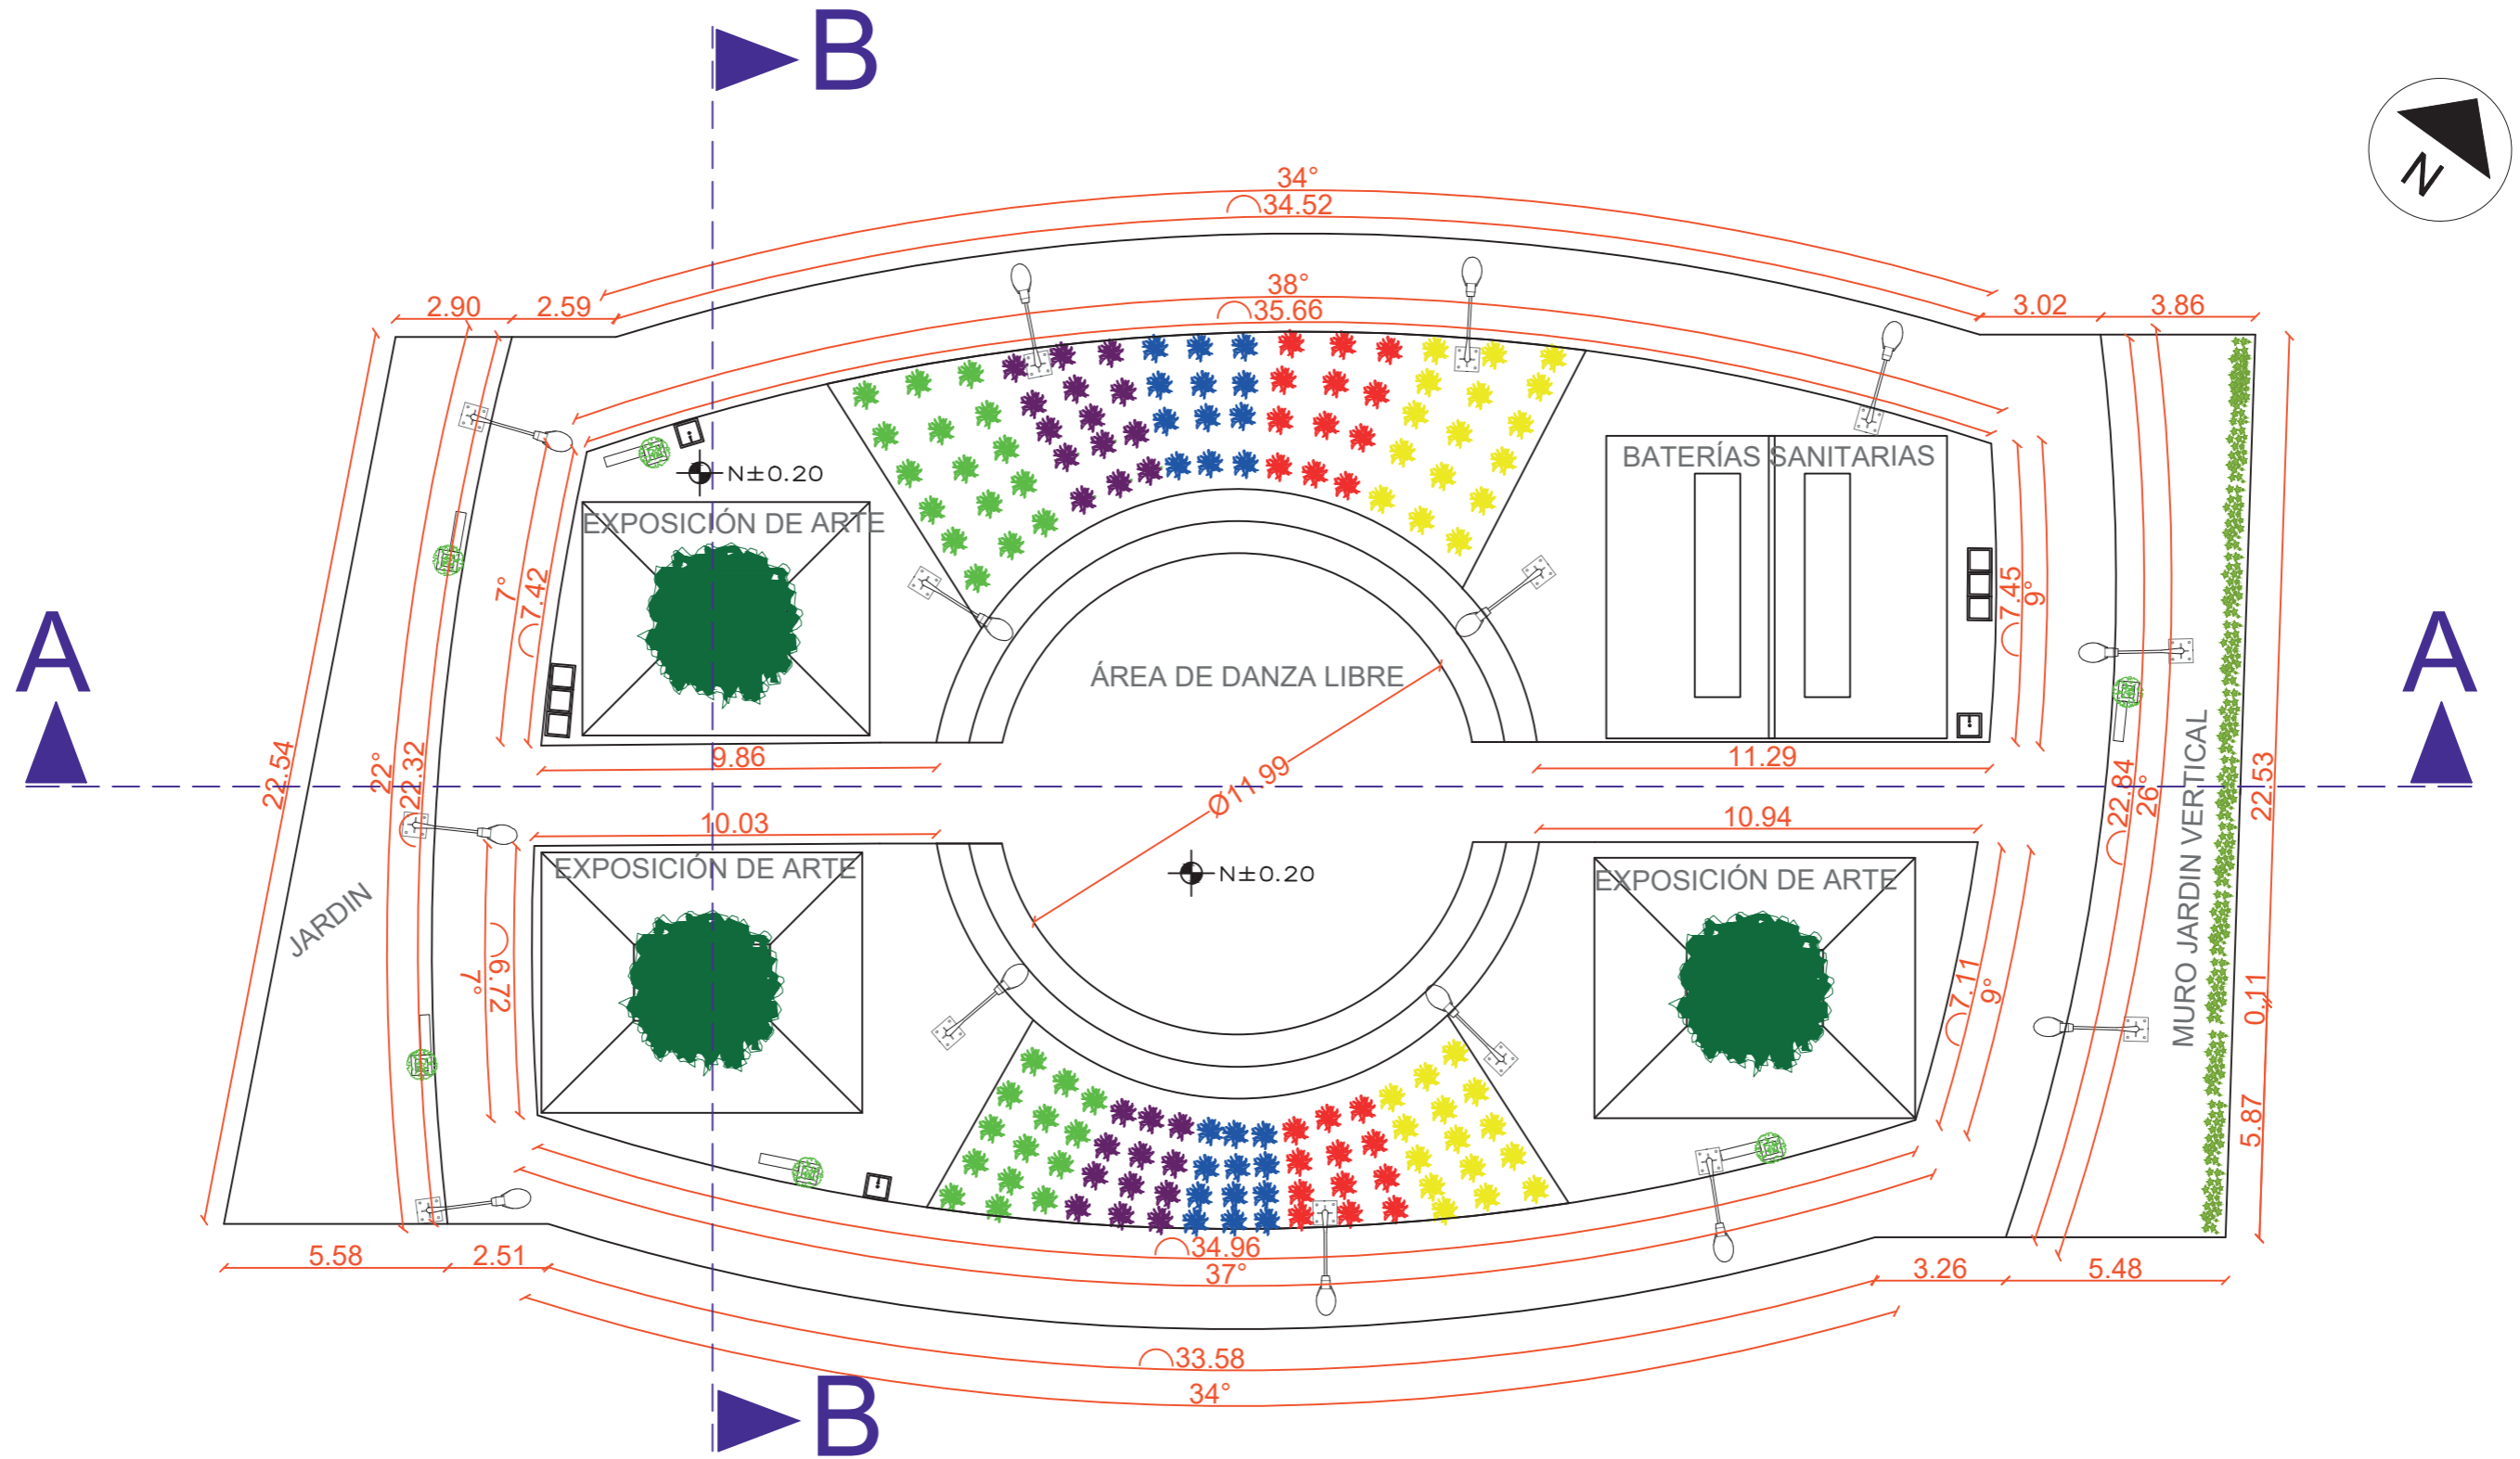 B
N
34°
34.52
38°
35.66
2.90
2.59
3.02
3.86
BATERÍAS SANITARIAS
N±0.20
EXPOSICIÓN DE ARTE
7°
7.42
7.45
9°
A
A
ÁREA DE DANZA LIBRE
22.54
22°
22.32
9.86
Ø11.99
11.29
22.84
26°
MURO JARDIN VERTICAL
22.53
10.03
10.94
EXPOSICIÓN DE ARTE
N±0.20
EXPOSICIÓN DE ARTE
JARDIN
7°
6.72
7.11
9°
0.11
5.87
5.58
2.51
34.96
37°
3.26
5.48
33.58
34°
B